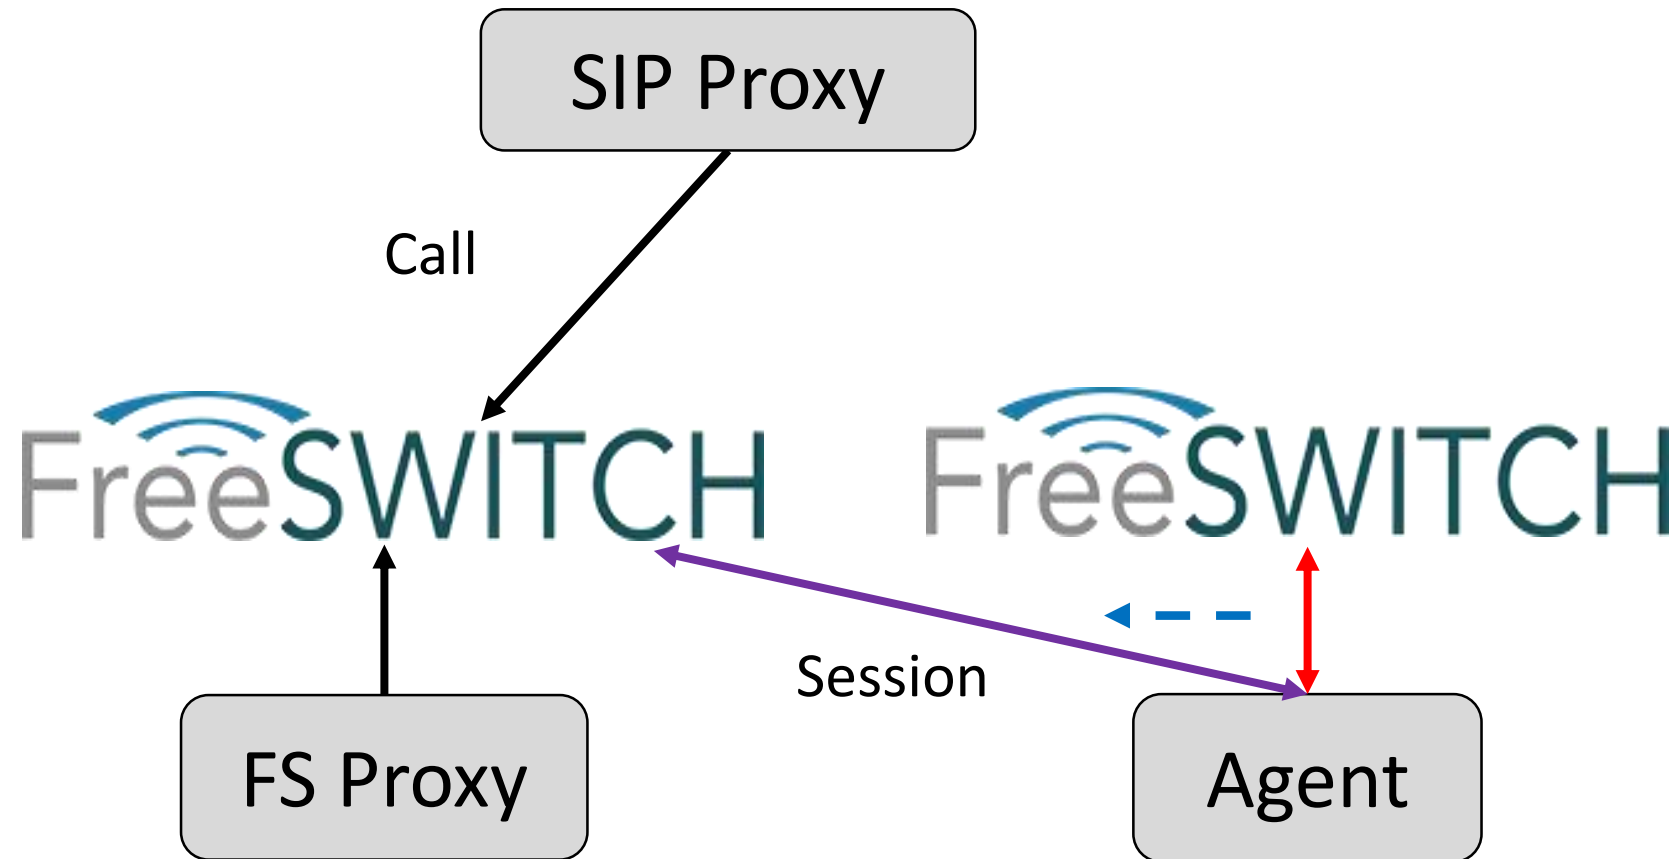 SIP Proxy
Call
FreeSWITCH
FreeSWITCH
Session
FS Proxy
Agent